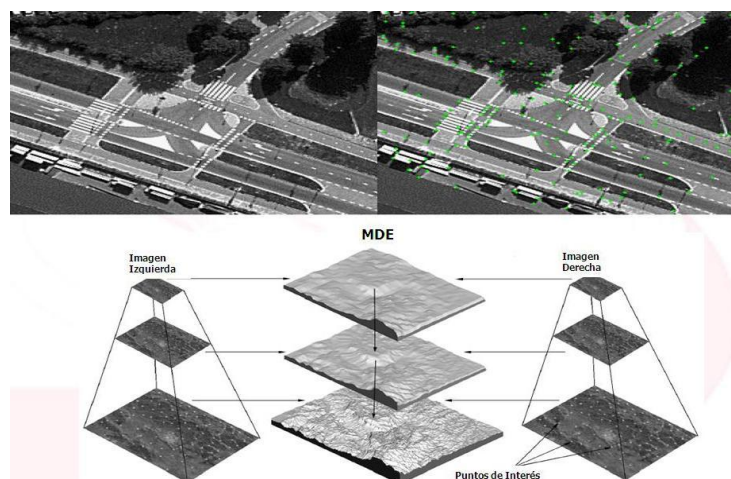 MDE
Imagen
Izquierda
Imagen
Derecha
Puntos de Interés